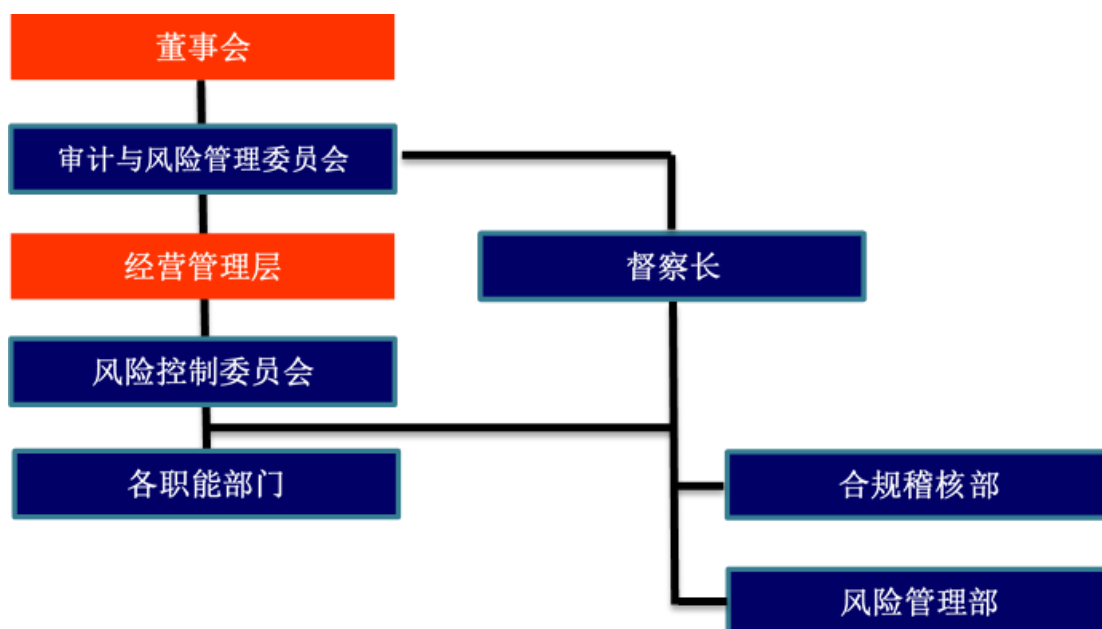 董事会
审计与风险管理委员会
经营管理层
督察长
风险控制委员会
各职能部门
合规稽核部
风险管理部